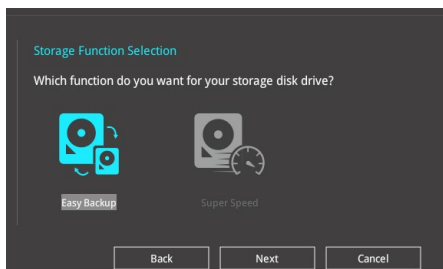 Storage Function Selection
Which function do you want for your storage disk drive?
Easy Backup
Super Speed
Back
Next
Cancel